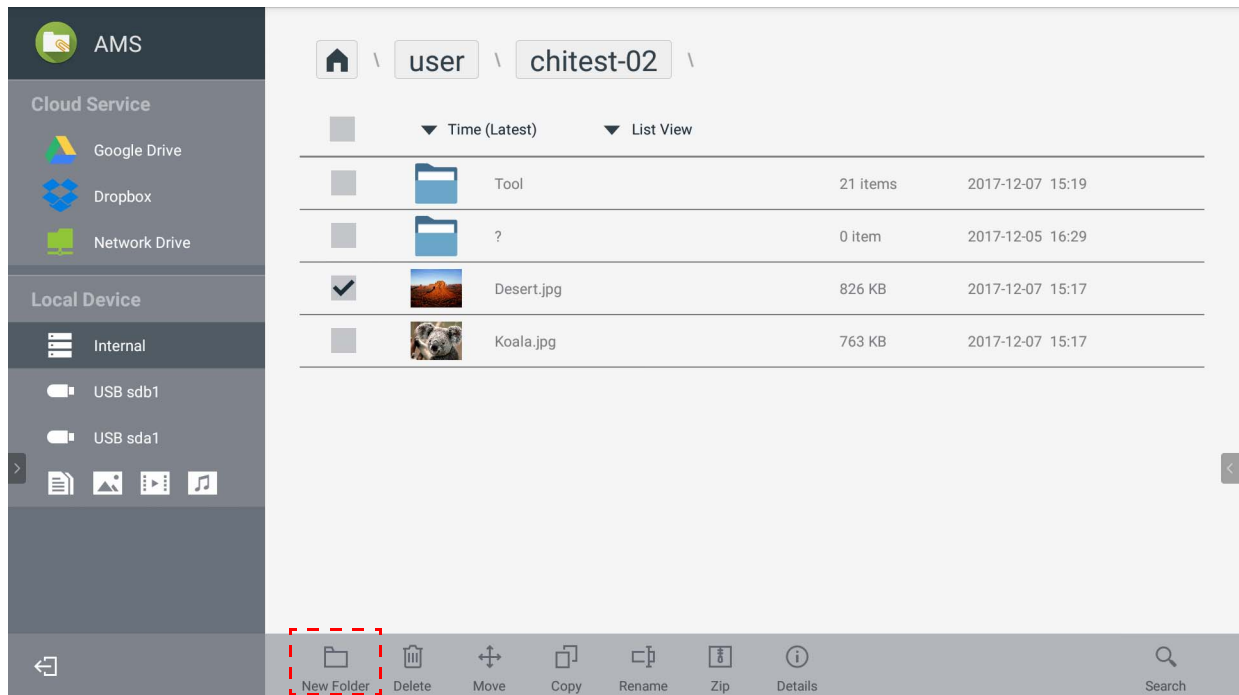 AMS
Cloud Service
Google Drive
Dropbox
Network Drive
Local Device
Internal
USB sdb1
USB sda1
\ user \ chitest-02 \
Time (Latest) List View
Tool 21 items 2017-12-07 15:19
? 0 item 2017-12-05 16:29
Desert.jpg 826 KB 2017-12-07 15:17
Koala.jpg 763 KB 2017-12-07 15:17
New Folder Delete Move Copy Rename Zip Details Search